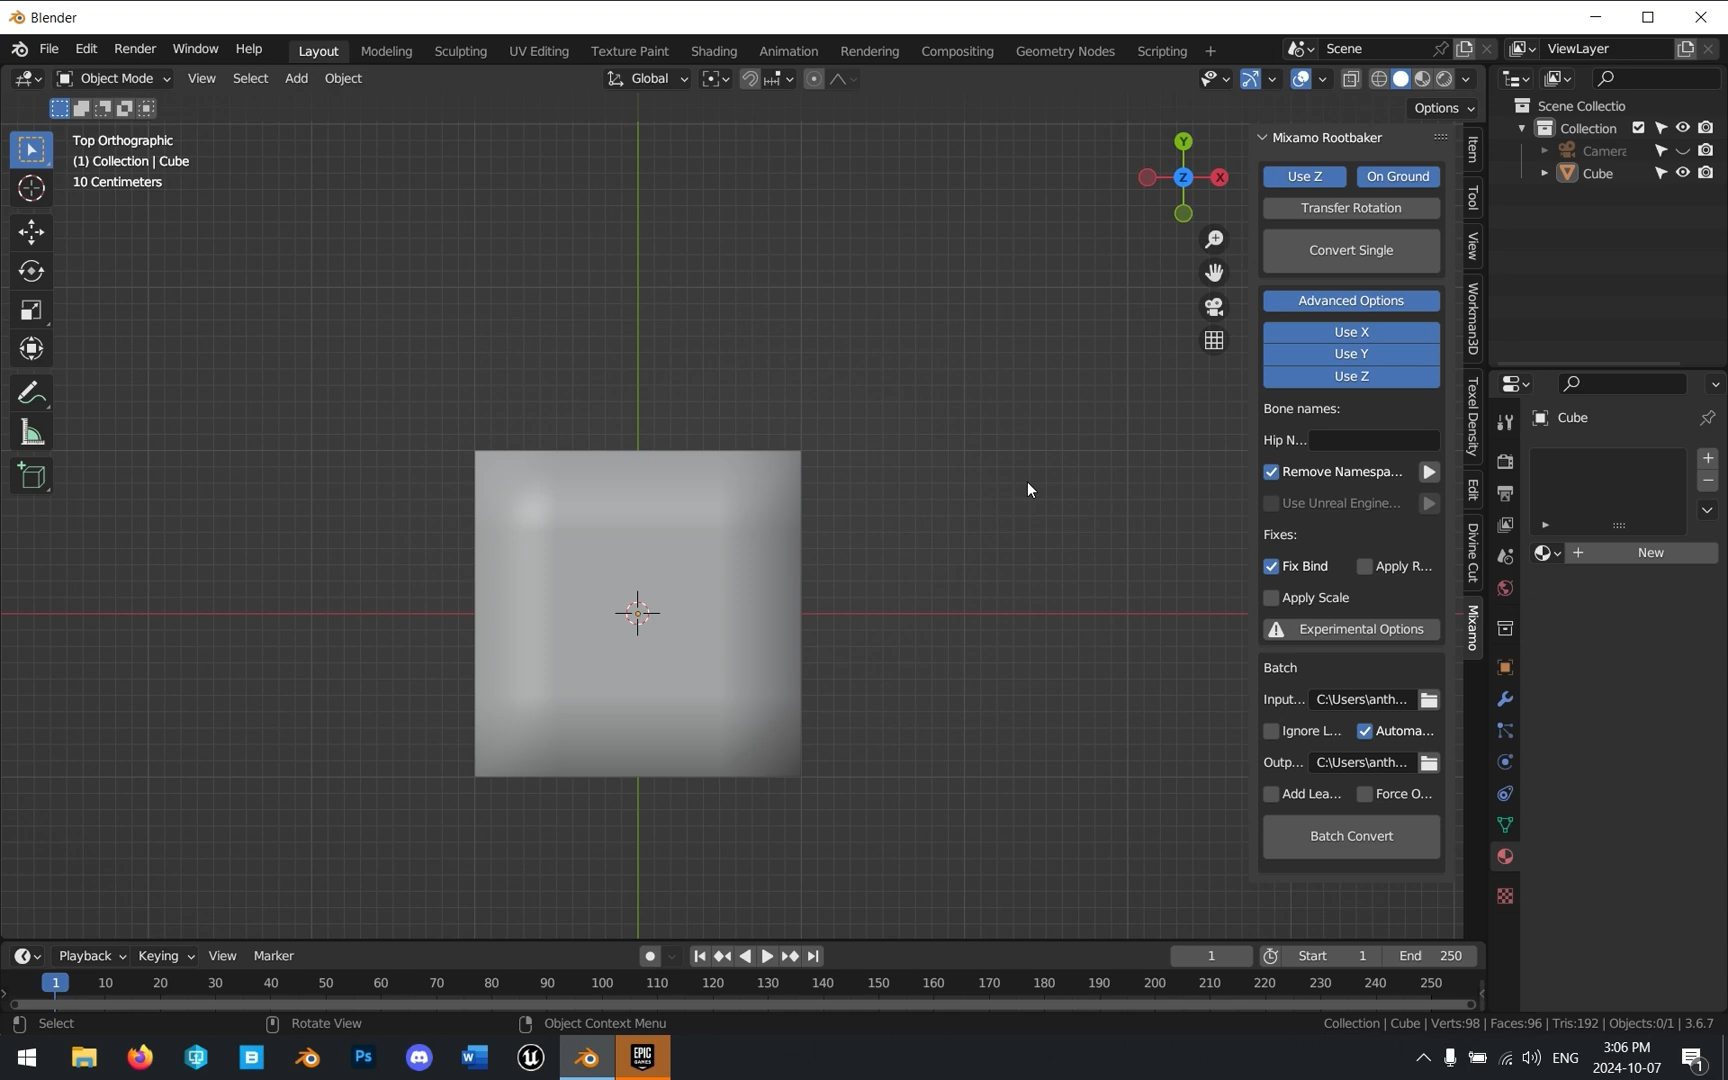 Blender
File Edit Render Window Help Layout Modeling Sculpting UV Editing Texture Paint Shading Animation Rendering Compositing Geometry Nodes Scripting + Scene ViewLayer
Object Mode View Select Add Object Global
Options
Top Orthographic
(1) Collection | Cube
10 Centimeters
Y
X
Z
Mixamo Rootbaker
Use Z On Ground
Transfer Rotation
Convert Single
Advanced Options
Use X
Use Y
Use Z
Bone names:
Hip N...
Remove Namespa...
Use Unreal Engine...
Fixes:
Fix Bind Apply R...
Apply Scale
Experimental Options
Batch
Input... C:\Users\anth...
Ignore L... Automa...
Outp... C:\Users\anth...
Add Lea... Force O...
Batch Convert
Item
Tool
View
Workman3D
Texel Density
Edit
Divine Cut
Mixamo
Scene Collectio
Collection
Camera
Cube
Cube
New
Playback Keying View Marker 1 Start 1 End 250
1 10 20 30 40 50 60 70 80 90 100 110 120 130 140 150 160 170 180 190 200 210 220 230 240 250
Select Rotate View Object Context Menu Collection | Cube | Verts:98 | Faces:96 | Tris:192 | Objects:0/1 | 3.6.7
Ps EPIC GAMES ENG 3:06 PM
2024-10-07
1